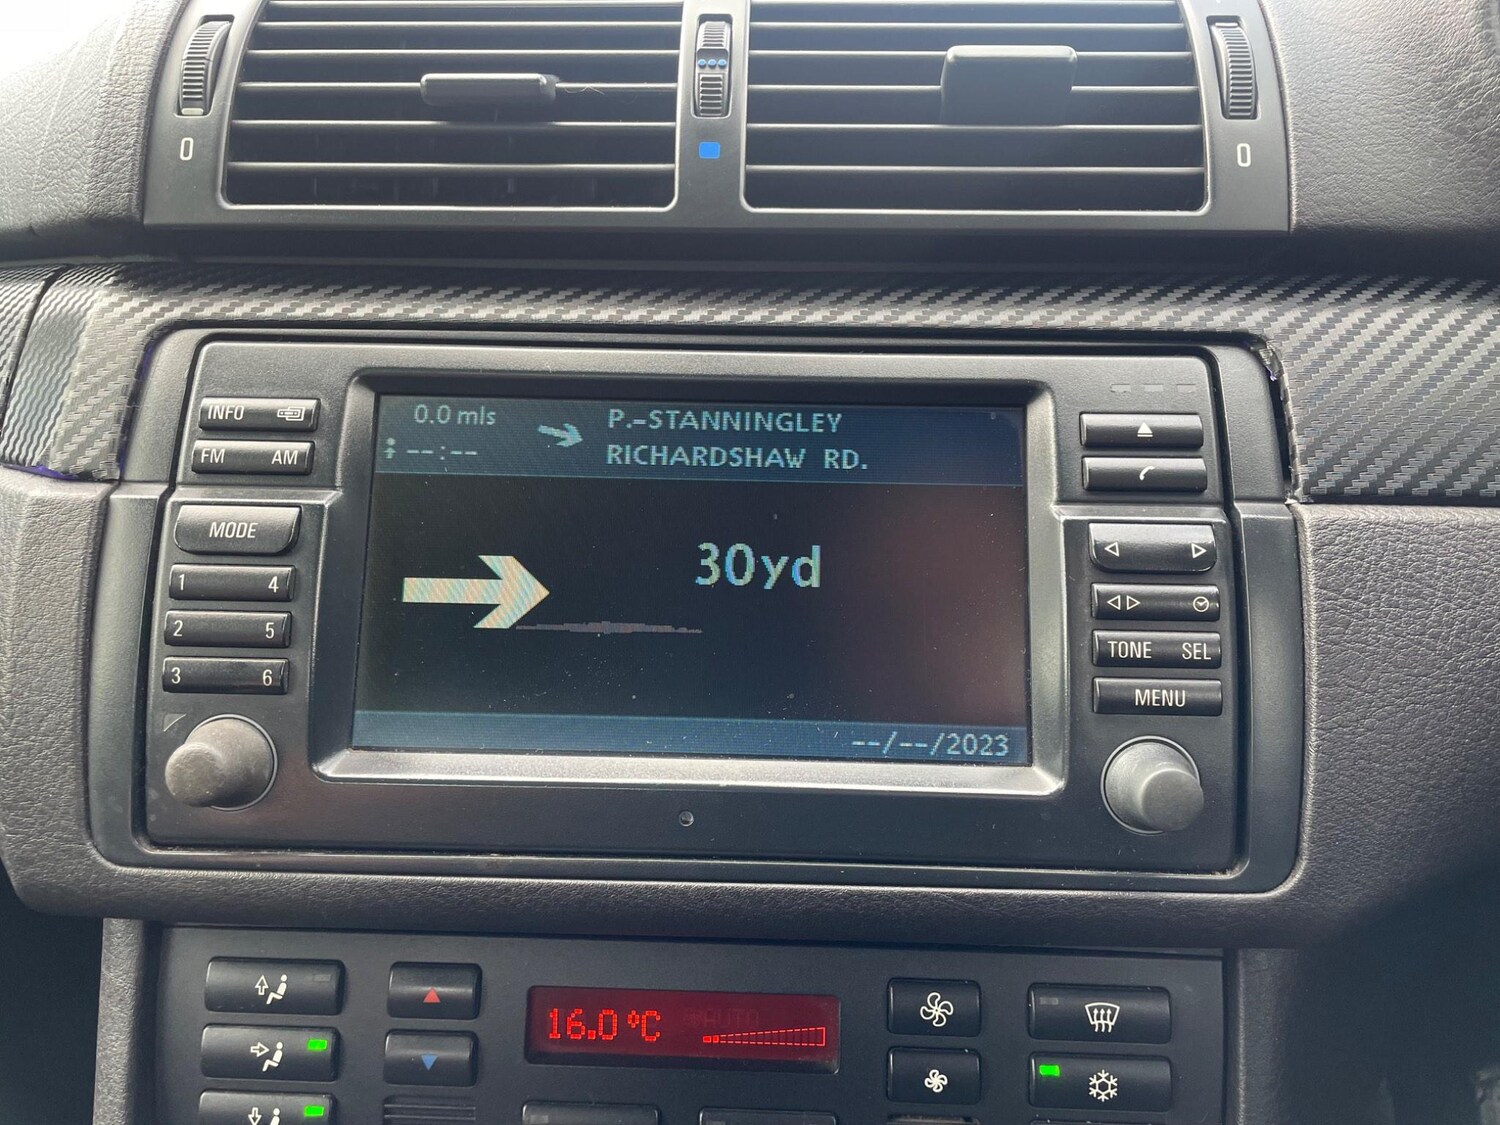 0 0
INFO
FM AM
MODE
1 4
2 5
3 6
0.0 mls
--:--
P.-STANNINGLEY
RICHARDSHAW RD.
30yd
--/--/2023
TONE SEL
MENU
16.0 ºC
AUTO